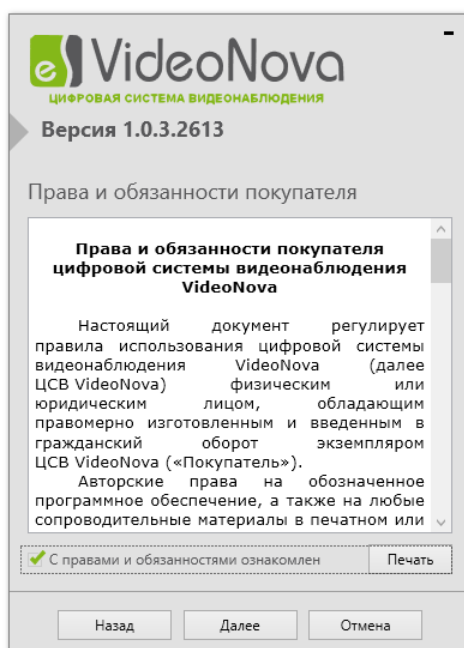 eS VideoNova
ЦИФРОВАЯ СИСТЕМА ВИДЕОНАБЛЮДЕНИЯ
Версия 1.0.3.2613
Права и обязанности покупателя
Права и обязанности покупателя
цифровой системы видеонаблюдения
VideoNova
Настоящий документ регулирует
правила использования цифровой системы
видеонаблюдения VideoNova (далее
ЦСВ VideoNova) физическим или
юридическим лицом, обладающим
правомерно изготовленным и введенным в
гражданский оборот экземпляром
ЦСВ VideoNova («Покупатель»).
Авторские права на обозначенное
программное обеспечение, а также на любые
сопроводительные материалы в печатном или
С правами и обязанностями ознакомлен
Печать
Назад
Далее
Отмена